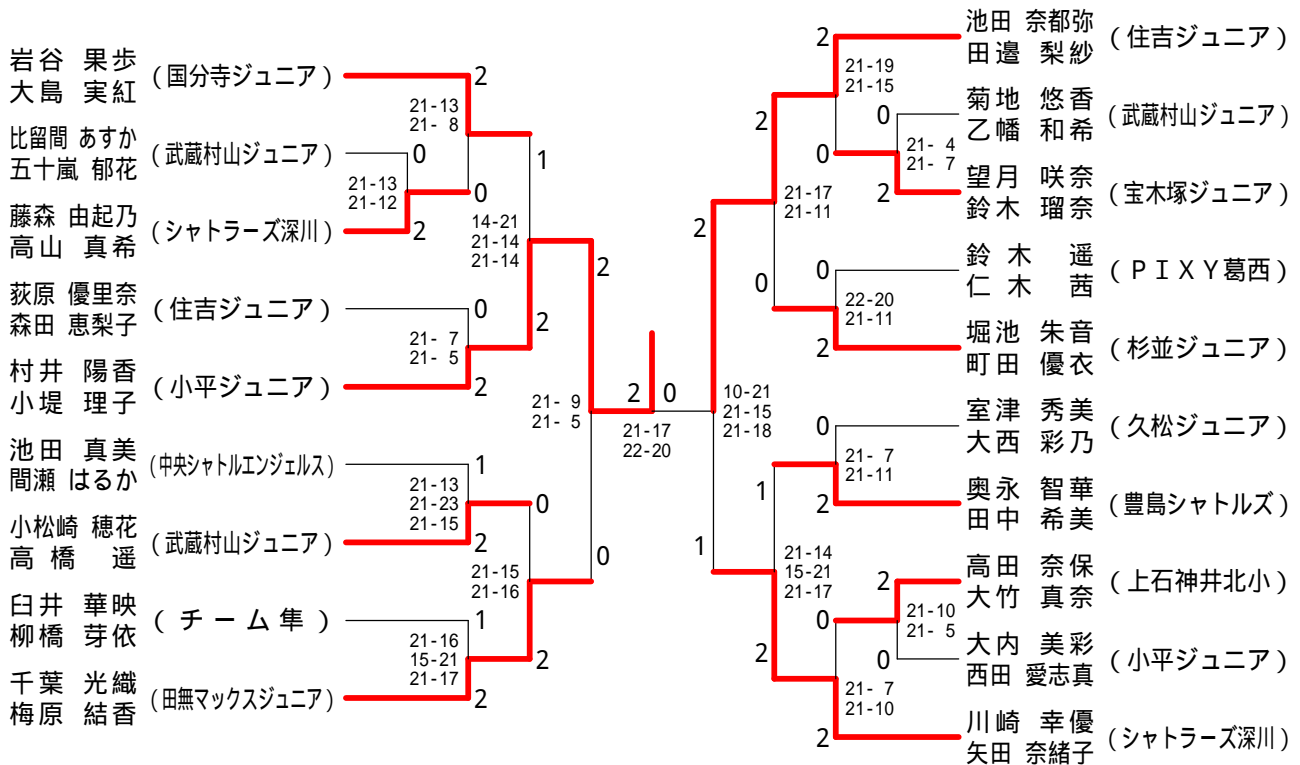 岩谷 果歩
大島 実紅
(国分寺ジュニア)
2
21-13
21- 8
比留間 あすか
五十嵐 郁花
(武蔵村山ジュニア)
0
21-13
21-12
0
藤森 由起乃
高山 真希
(シャトラーズ深川)
2
1
14-21
21-14
21-14
荻原 優里奈
森田 恵梨子
(住吉ジュニア)
0
21- 7
21- 5
2
村井 陽香
小堤 理子
(小平ジュニア)
2
2
21- 9
21- 5
池田 真美
間瀬 はるか
(中央シャトルエンジェルス)
1
21-13
21-23
21-15
0
小松崎 穂花
高橋 遥
(武蔵村山ジュニア)
2
0
21-15
21-16
臼井 華映
柳橋 芽依
(チーム隼)
1
21-16
15-21
21-17
2
千葉 光織
梅原 結香
(田無マックスジュニア)
2
2 0
21-17
22-20
池田 奈都弥
田邊 梨紗
(住吉ジュニア)
2
21-19
21-15
菊地 悠香
乙幡 和希
(武蔵村山ジュニア)
0
21- 4
21- 7
2
0
望月 咲奈
鈴木 瑠奈
(宝木塚ジュニア)
2
21-17
21-11
2
鈴木 遥
仁木 茜
(PIXY葛西)
0
22-20
21-11
0
堀池 朱音
町田 優衣
(杉並ジュニア)
2
10-21
21-15
21-18
室津 秀美
大西 彩乃
(久松ジュニア)
0
21- 7
21-11
1
奥永 智華
田中 希美
(豊島シャトルズ)
2
1
21-14
15-21
21-17
高田 奈保
大竹 真奈
(上石神井北小)
2
21-10
21- 5
0
大内 美彩
西田 愛志真
(小平ジュニア)
0
2
21- 7
21-10
川崎 幸優
矢田 奈緒子
(シャトラーズ深川)
2